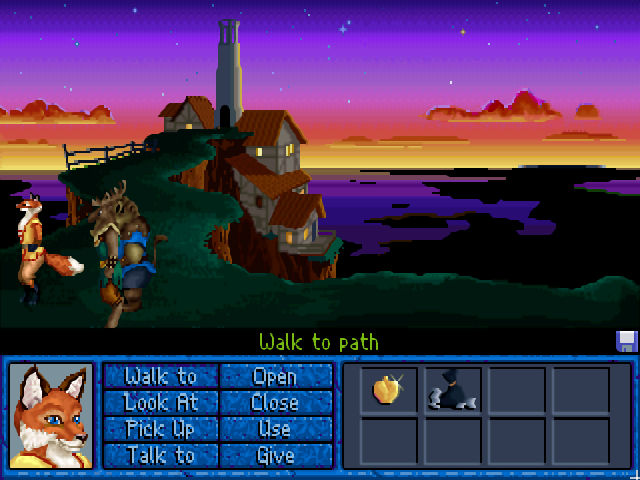 Walk to path
Walk to Open
Look At Close
Pick Up Use
Talk to Give